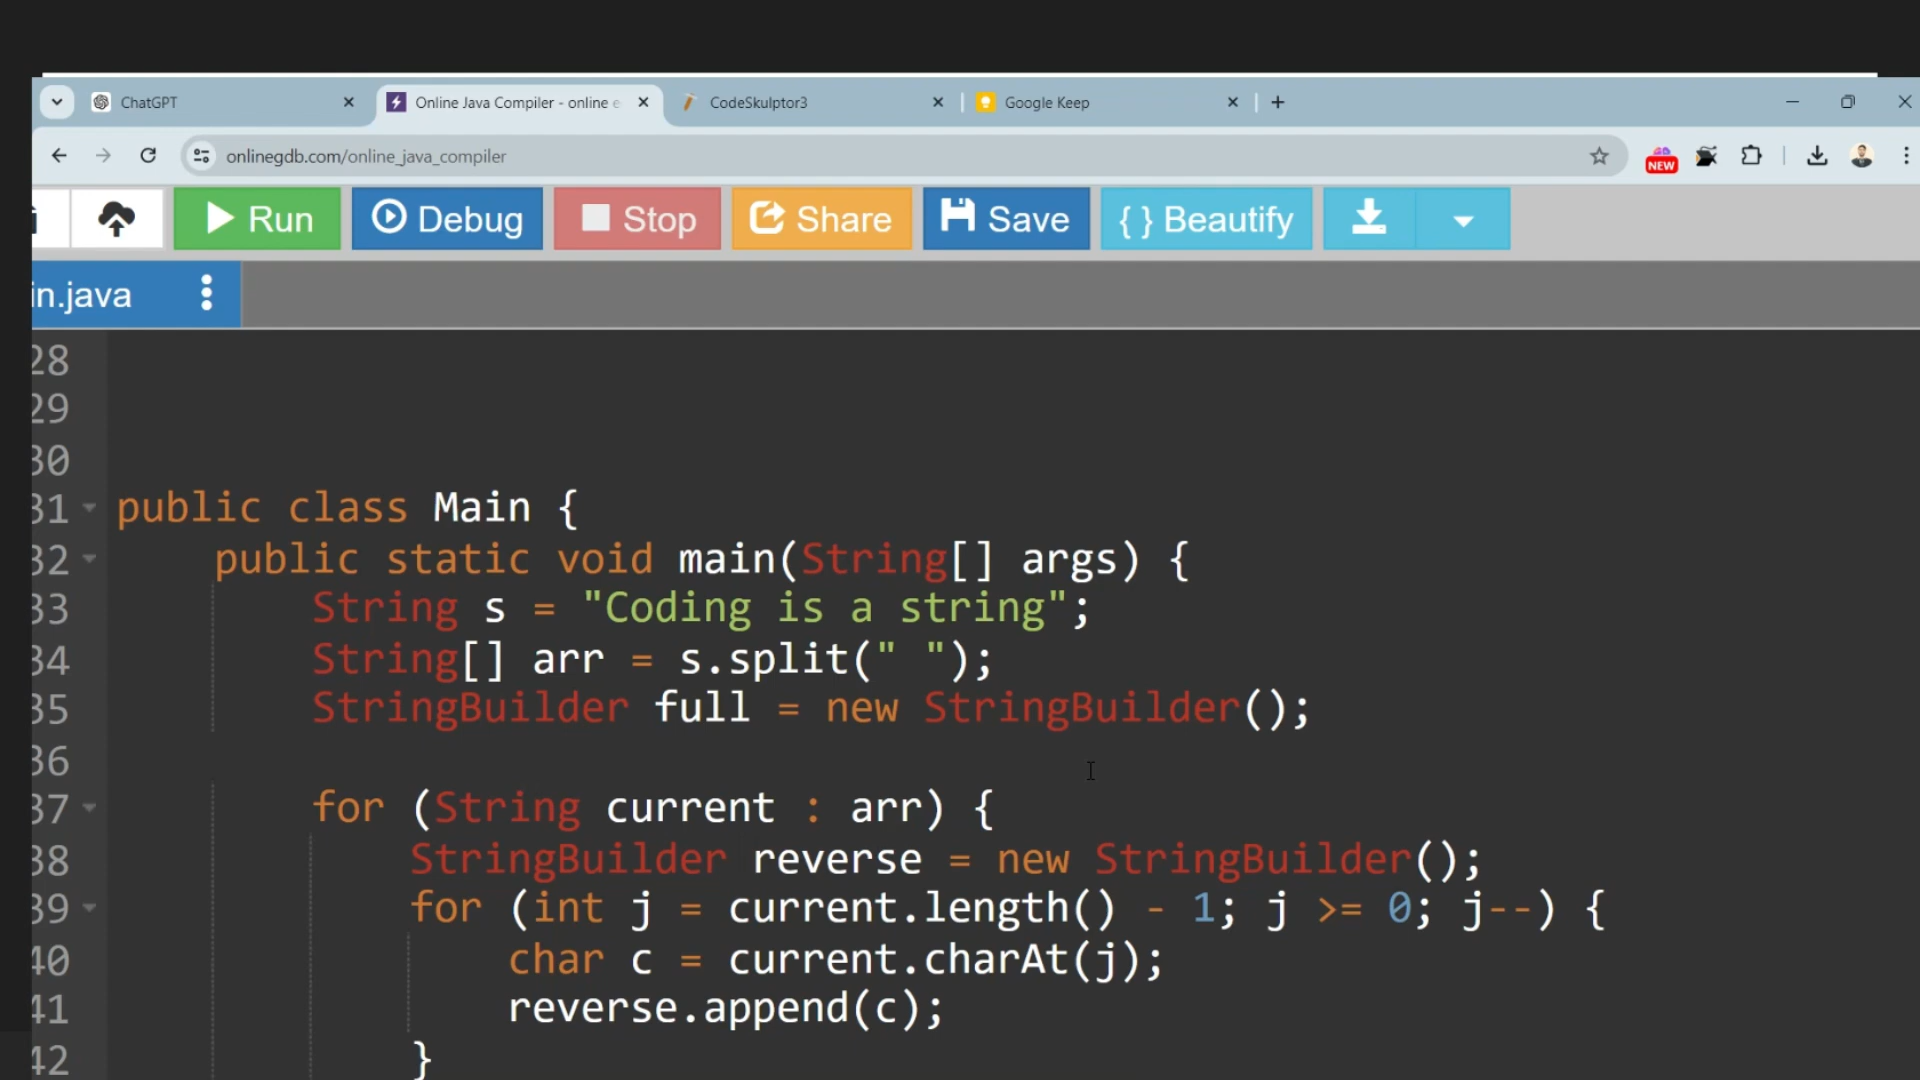 ChatGPT
Online Java Compiler - online e
CodeSkulptor3
Google Keep
onlinegdb.com/online_java_compiler
NEW
Run
Debug
Stop
Share
Save
{ } Beautify
in.java
28
29
30
31 public class Main {
32 public static void main(String[] args) {
33 String s = "Coding is a string";
34 String[] arr = s.split(" ");
35 StringBuilder full = new StringBuilder();
36
37 for (String current : arr) {
38 StringBuilder reverse = new StringBuilder();
39 for (int j = current.length() - 1; j >= 0; j--) {
40 char c = current.charAt(j);
41 reverse.append(c);
42 }